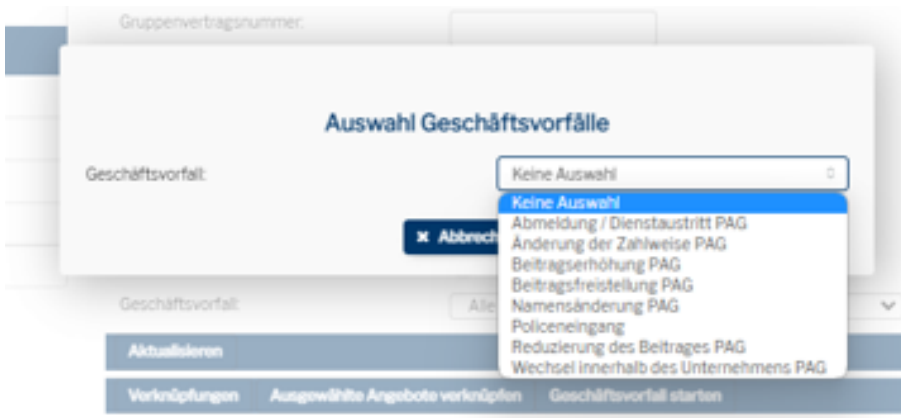 Gruppenvertragsnummer:
Auswahl Geschäftsvorfälle
Geschäftsvorfall:
Keine Auswahl
Keine Auswahl
Abmeldung / Dienstaustritt PAG
Änderung der Zahlweise PAG
Beitragserhöhung PAG
Beitragsfreistellung PAG
Namensänderung PAG
Policeneingang
Reduzierung des Beitrages PAG
Wechsel innerhalb des Unternehmens PAG
× Abbrech
Geschäftsvorfall:
Alle
Aktualisieren
Verknüpfungen Ausgewählte Angebote verknüpfen Geschäftsvorfall starten